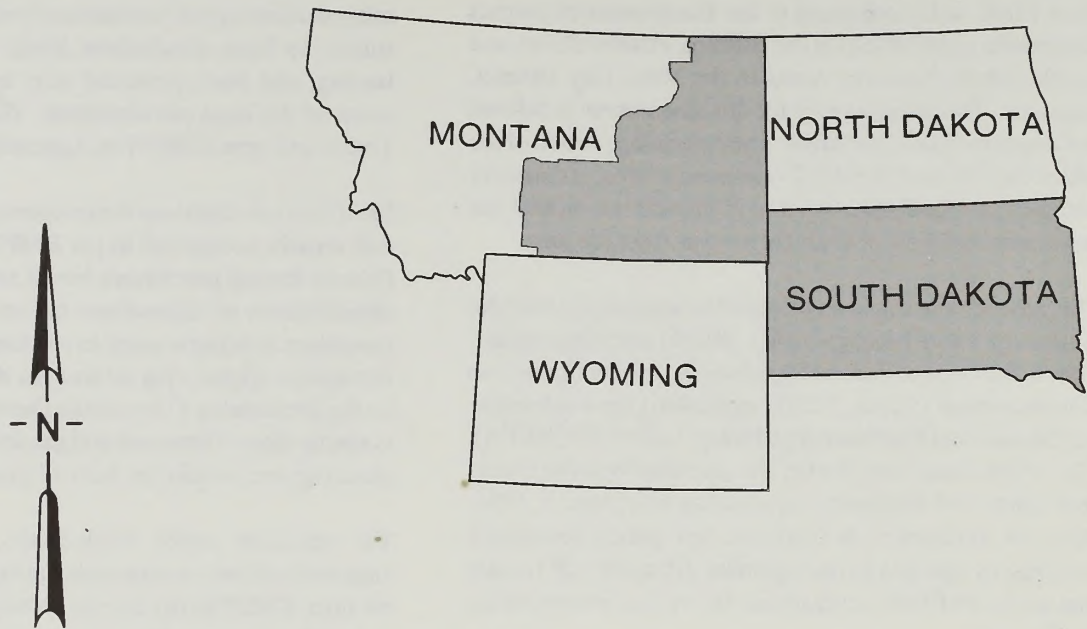 MONTANA
NORTH DAKOTA
SOUTH DAKOTA
WYOMING
-N-